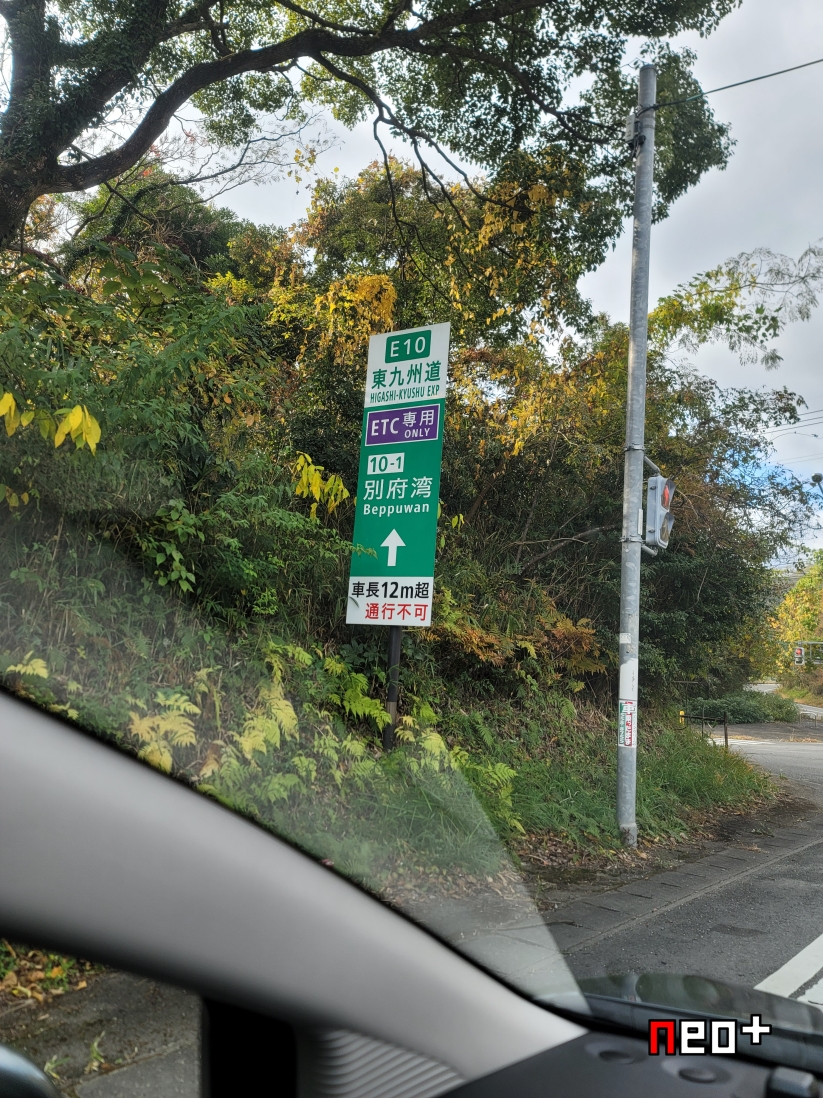 E10
東九州道
HIGASHI-KYUSHU EXP
ETC専用
ONLY
10-1
別府湾
Beppuwan
車長12m超
通行不可
neo+